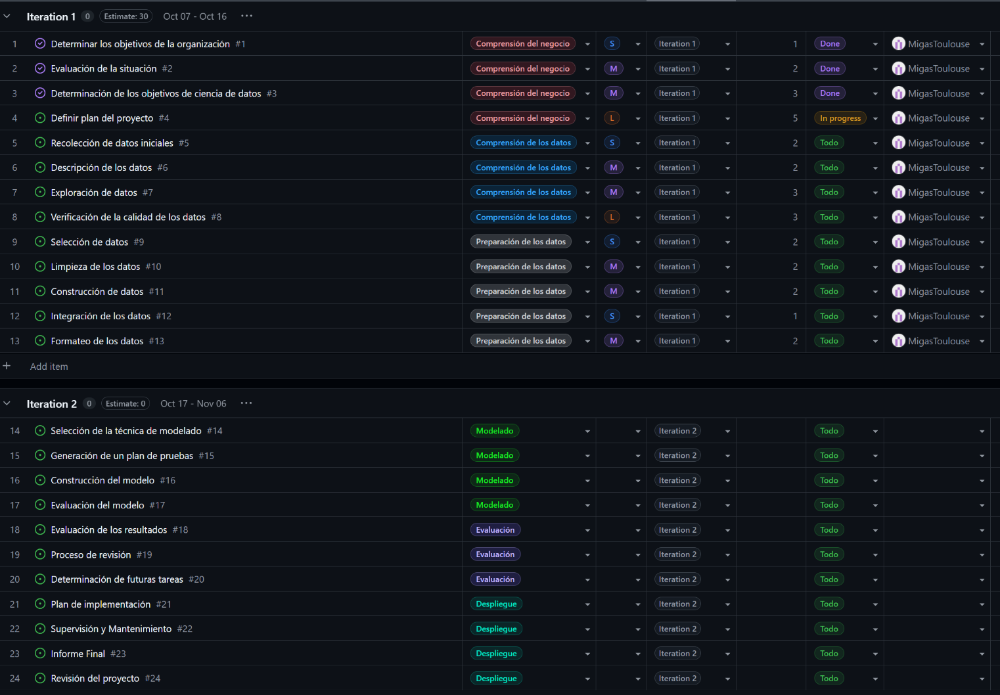 Iteration 1 0 Estimate: 30 Oct 07 - Oct 16 ...
1 Determinar los objetivos de la organización #1 Comprensión del negocio S Iteration 1 1 Done MigasToulouse
2 Evaluación de la situación #2 Comprensión del negocio M Iteration 1 2 Done MigasToulouse
3 Determinación de los objetivos de ciencia de datos #3 Comprensión del negocio M Iteration 1 3 Done MigasToulouse
4 Definir plan del proyecto #4 Comprensión del negocio L Iteration 1 5 In progress MigasToulouse
5 Recolección de datos iniciales #5 Comprensión de los datos S Iteration 1 2 Todo MigasToulouse
6 Descripción de los datos #6 Comprensión de los datos M Iteration 1 2 Todo MigasToulouse
7 Exploración de datos #7 Comprensión de los datos M Iteration 1 3 Todo MigasToulouse
8 Verificación de la calidad de los datos #8 Comprensión de los datos L Iteration 1 3 Todo MigasToulouse
9 Selección de datos #9 Preparación de los datos S Iteration 1 2 Todo MigasToulouse
10 Limpieza de los datos #10 Preparación de los datos M Iteration 1 2 Todo MigasToulouse
11 Construcción de datos #11 Preparación de los datos M Iteration 1 2 Todo MigasToulouse
12 Integración de los datos #12 Preparación de los datos S Iteration 1 1 Todo MigasToulouse
13 Formateo de los datos #13 Preparación de los datos M Iteration 1 2 Todo MigasToulouse
+ Add item
Iteration 2 0 Estimate: 0 Oct 17 - Nov 06 ...
14 Selección de la técnica de modelado #14 Modelado Iteration 2 Todo
15 Generación de un plan de pruebas #15 Modelado Iteration 2 Todo
16 Construcción del modelo #16 Modelado Iteration 2 Todo
17 Evaluación del modelo #17 Modelado Iteration 2 Todo
18 Evaluación de los resultados #18 Evaluación Iteration 2 Todo
19 Proceso de revisión #19 Evaluación Iteration 2 Todo
20 Determinación de futuras tareas #20 Evaluación Iteration 2 Todo
21 Plan de implementación #21 Despliegue Iteration 2 Todo
22 Supervisión y Mantenimiento #22 Despliegue Iteration 2 Todo
23 Informe Final #23 Despliegue Iteration 2 Todo
24 Revisión del proyecto #24 Despliegue Iteration 2 Todo